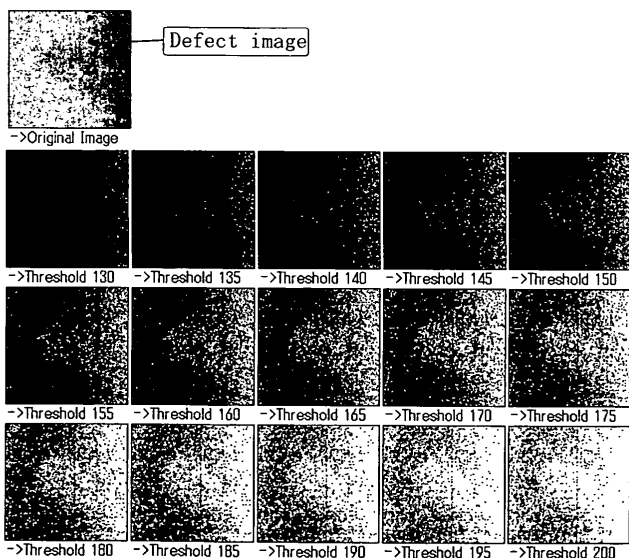 Defect image
->Original Image
->Threshold 130 ->Threshold 135 ->Threshold 140 ->Threshold 145 ->Threshold 150
->Threshold 155 ->Threshold 160 ->Threshold 165 ->Threshold 170 ->Threshold 175
->Threshold 180 ->Threshold 185 ->Threshold 190 ->Threshold 195 ->Threshold 200